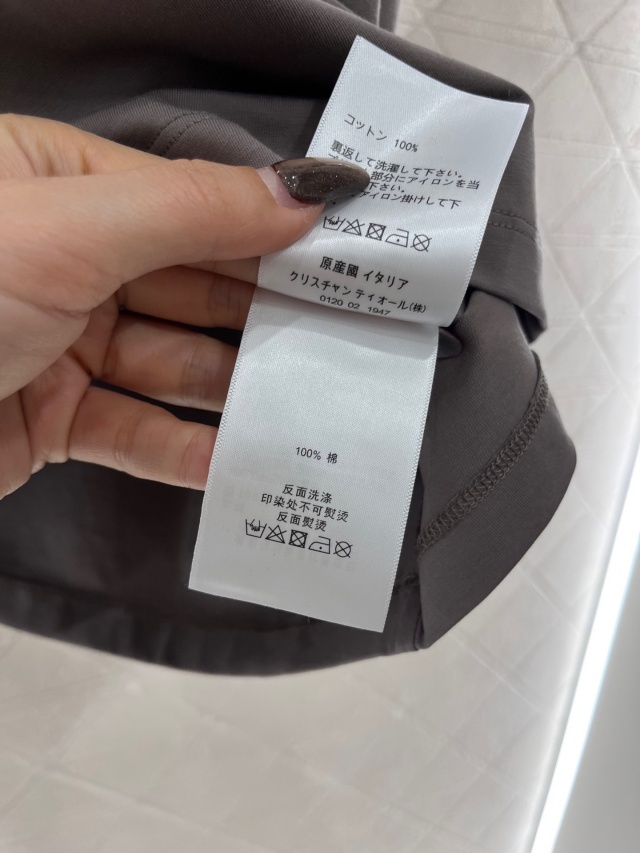 コットン 100%
裏返して洗濯して下さい。
部分にアイロンを当
下さい。
アイロン掛けして下
原産國 イタリア
クリスチャン ディオール(株)
0120 02 1947
100% 棉
反面洗涤
印染处不可熨烫
反面熨烫